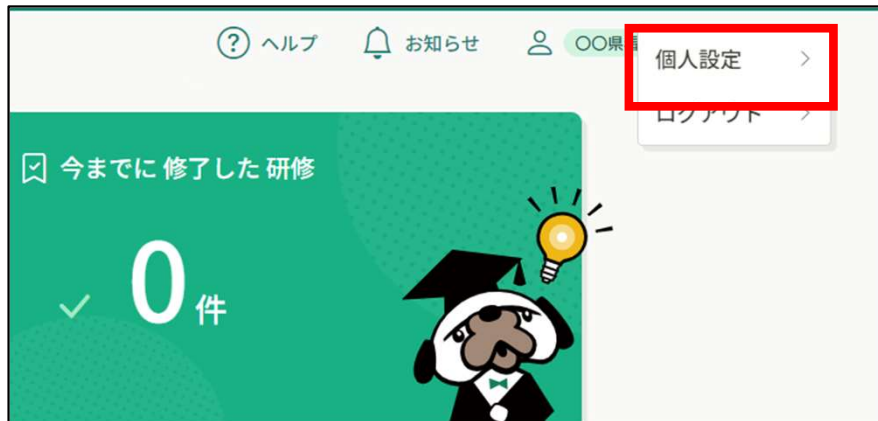 ヘルプ
お知らせ
〇〇県
個人設定
ログアウト
今までに修了した研修
0件